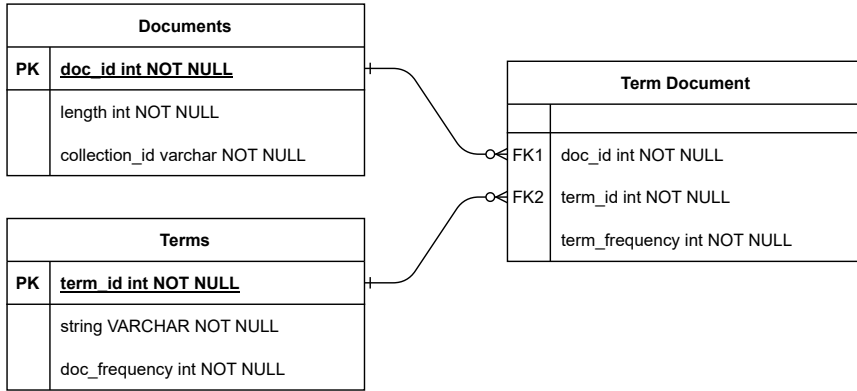 Documents
PK doc_id int NOT NULL
length int NOT NULL
collection_id varchar NOT NULL
Terms
PK term_id int NOT NULL
string VARCHAR NOT NULL
doc_frequency int NOT NULL
Term Document
FK1 doc_id int NOT NULL
FK2 term_id int NOT NULL
term_frequency int NOT NULL